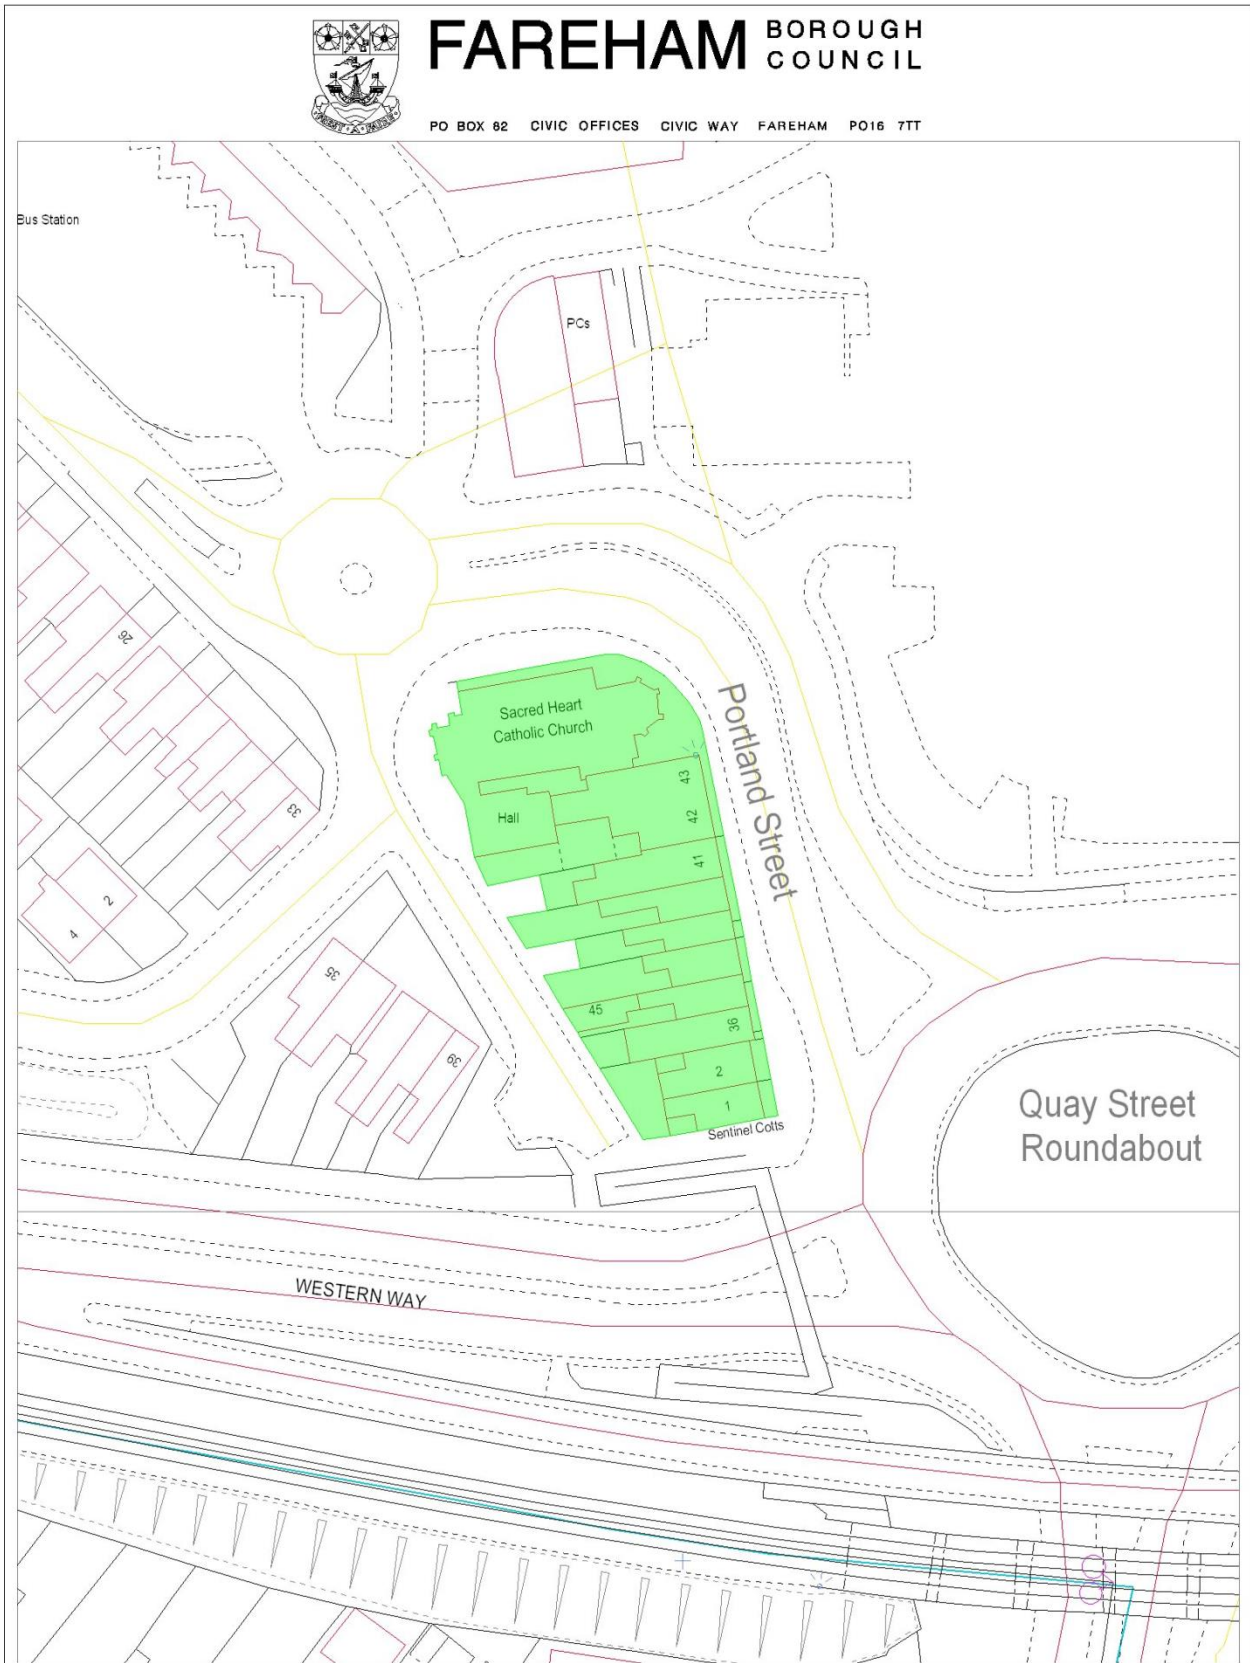 FAREHAM BOROUGH
COUNCIL
PO BOX 82 CIVIC OFFICES CIVIC WAY FAREHAM PO16 7TT
Bus Station
PCs
26
33
2
4
Sacred Heart
Catholic Church
Hall
Portland Street
43
42
41
45
36
2
1
Sentinel Cotts
35
39
Quay Street
Roundabout
WESTERN WAY